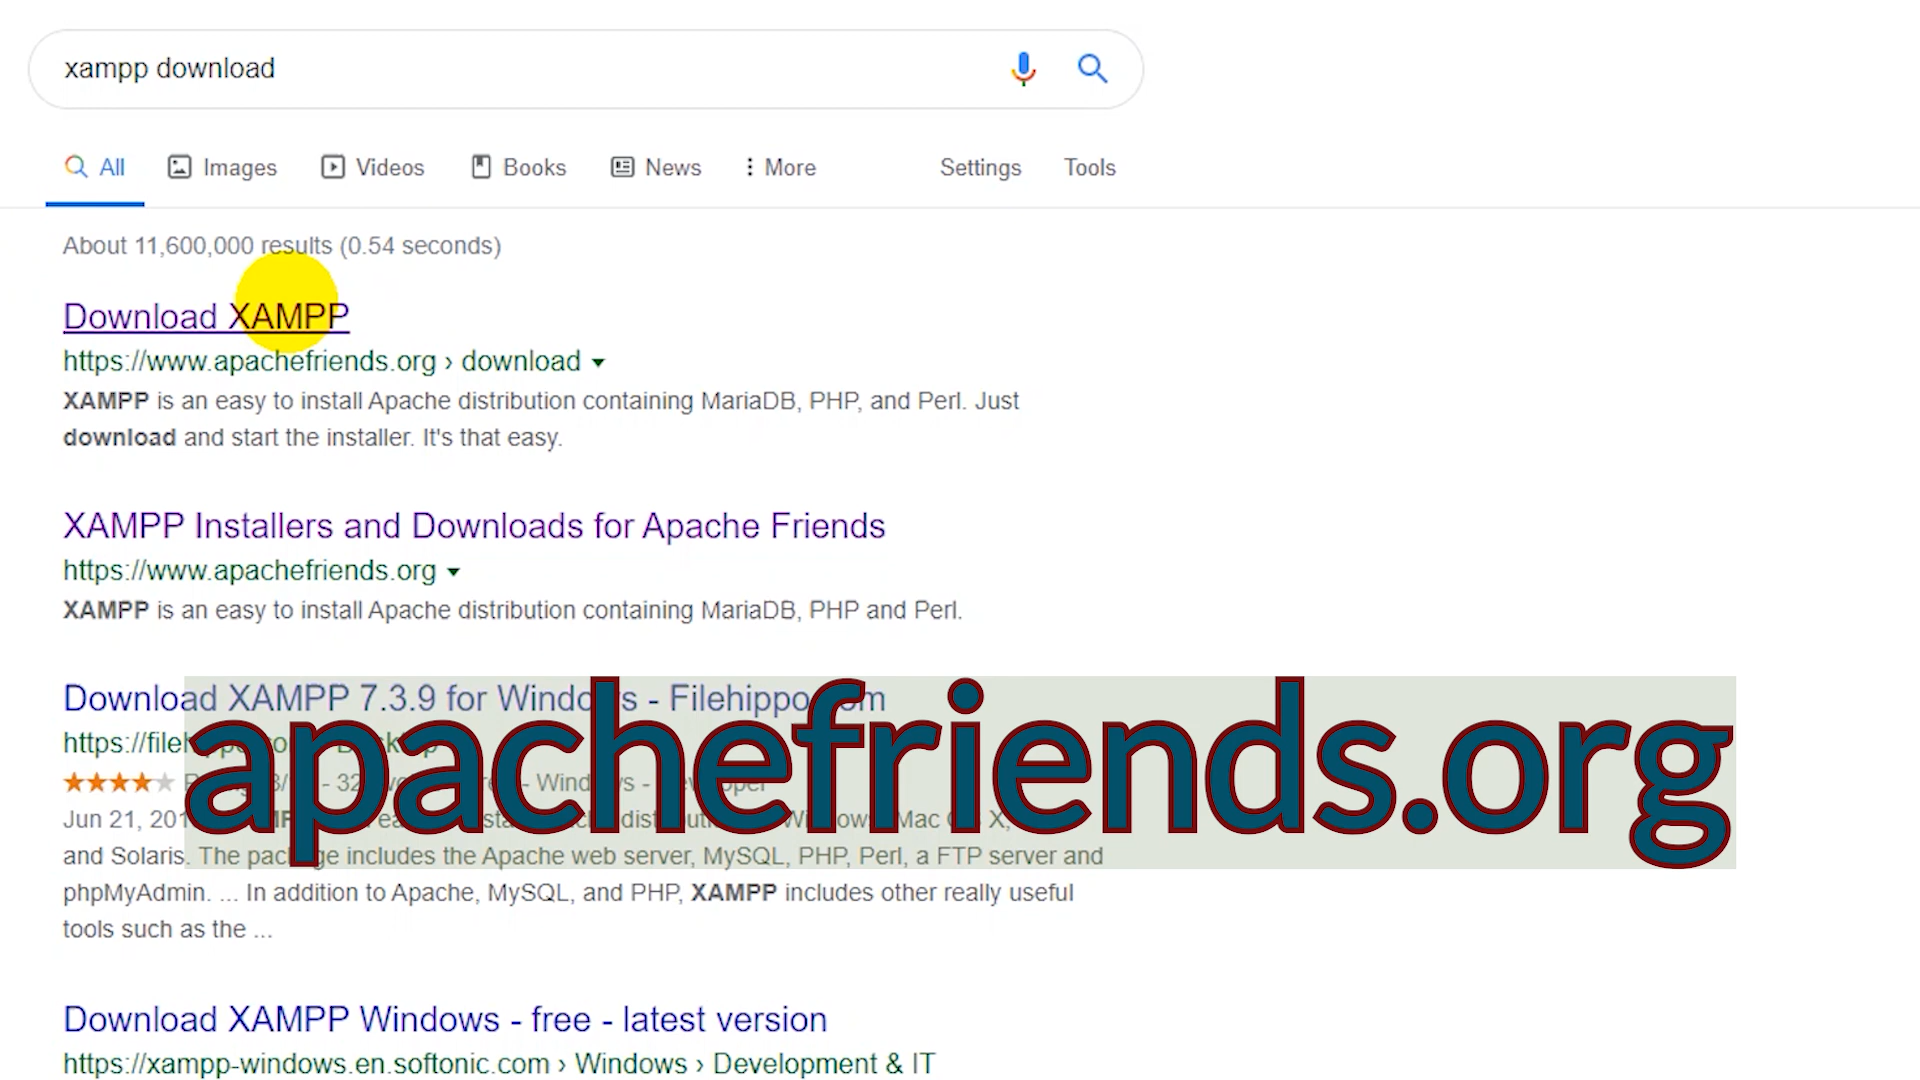 xampp download
All Images Videos Books News More Settings Tools
About 11,600,000 results (0.54 seconds)
Download XAMPP
https://www.apachefriends.org › download
XAMPP is an easy to install Apache distribution containing MariaDB, PHP, and Perl. Just
download and start the installer. It's that easy.
XAMPP Installers and Downloads for Apache Friends
https://www.apachefriends.org
XAMPP is an easy to install Apache distribution containing MariaDB, PHP and Perl.
Download XAMPP 7.3.9 for Windows - Filehippo.com
apachefriends.org
Jun 21,
and Solaris. The package includes the Apache web server, MySQL, PHP, Perl, a FTP server and
phpMyAdmin. ... In addition to Apache, MySQL, and PHP, XAMPP includes other really useful
tools such as the ...
Download XAMPP Windows - free - latest version
https://xampp-windows.en.softonic.com › Windows › Development & IT